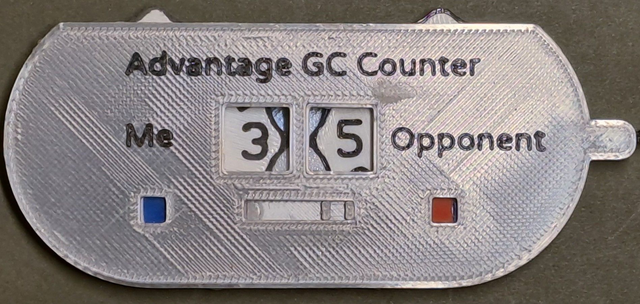 Advantage GC Counter
Me 3 5 Opponent